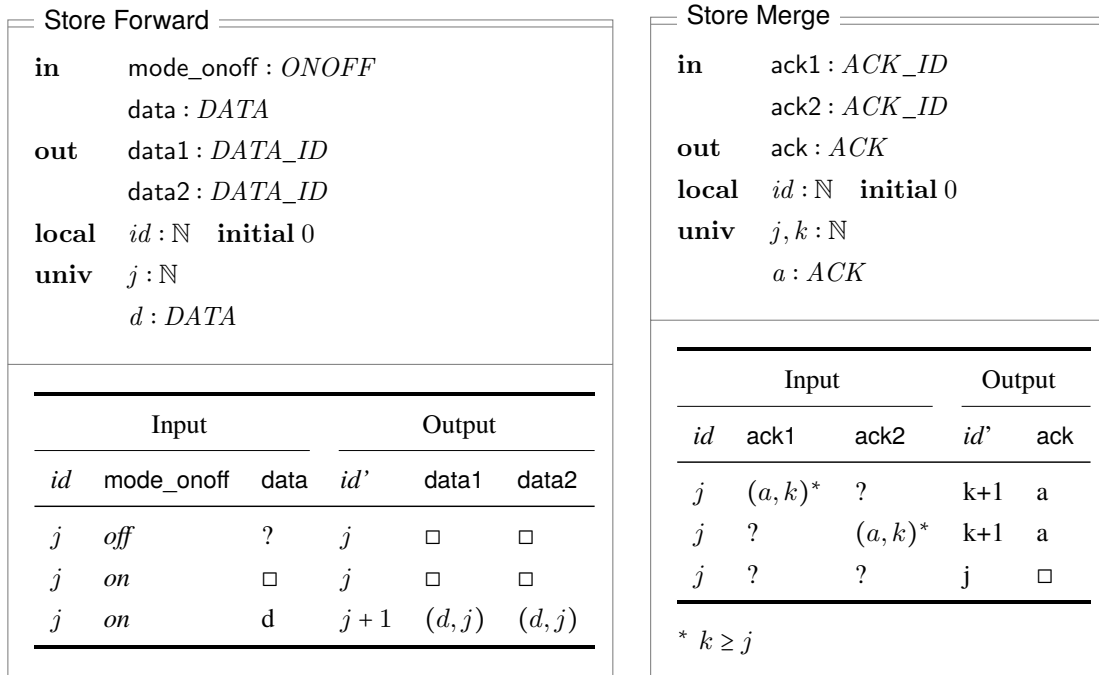 Store Forward
in mode_onoff : ONOFF
data : DATA
out data1 : DATA_ID
data2 : DATA_ID
local id : ℕ initial 0
univ j : ℕ
d : DATA
Input Output
id mode_onoff data id' data1 data2
j off ? j □ □
j on □ j □ □
j on d j + 1 (d, j) (d, j)
Store Merge
in ack1 : ACK_ID
ack2 : ACK_ID
out ack : ACK
local id : ℕ initial 0
univ j, k : ℕ
a : ACK
Input Output
id ack1 ack2 id’ ack
j (a, k)* ? k+1 a
j ? (a, k)* k+1 a
j ? ? j □
* k ≥ j